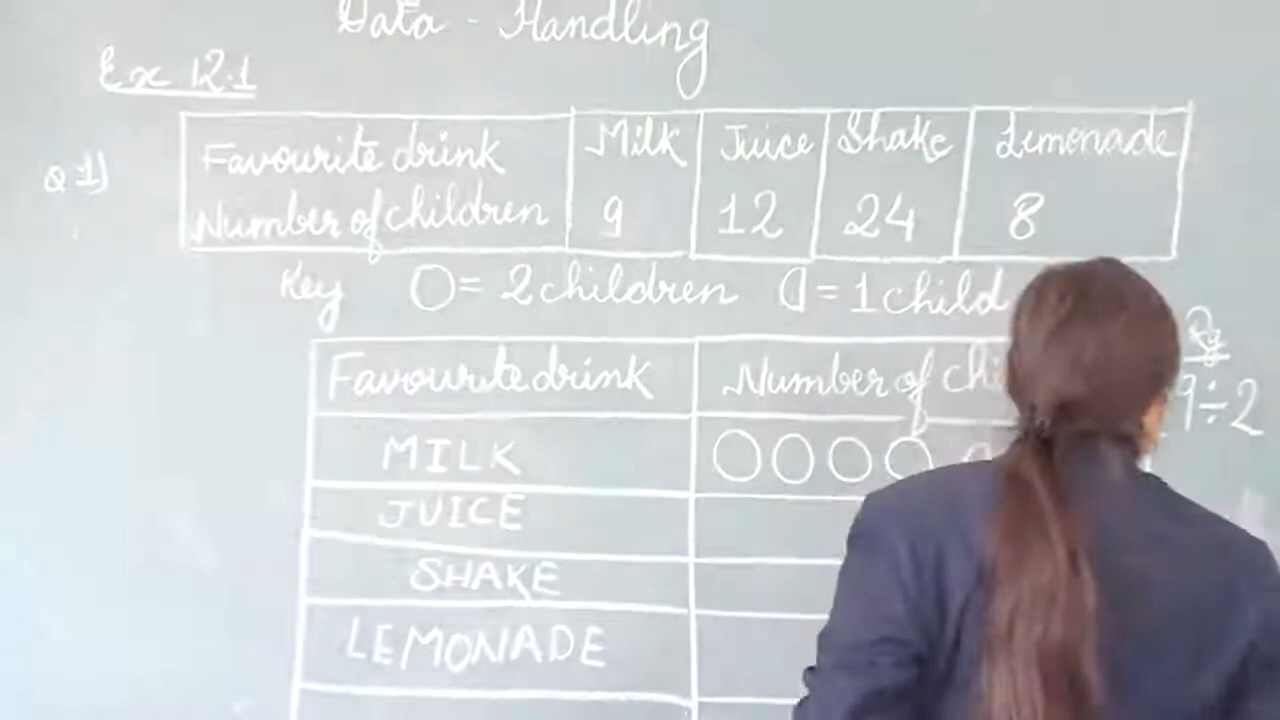 Data - Handling
Ex 12.1
Q 1)
Favourite drink Milk Juice Shake Lemonade
Number of children 9 12 24 8
Key O = 2 children D = 1 child
Favourite drink Number of
MILK OOOO
9÷2
JUICE
SHAKE
LEMONADE